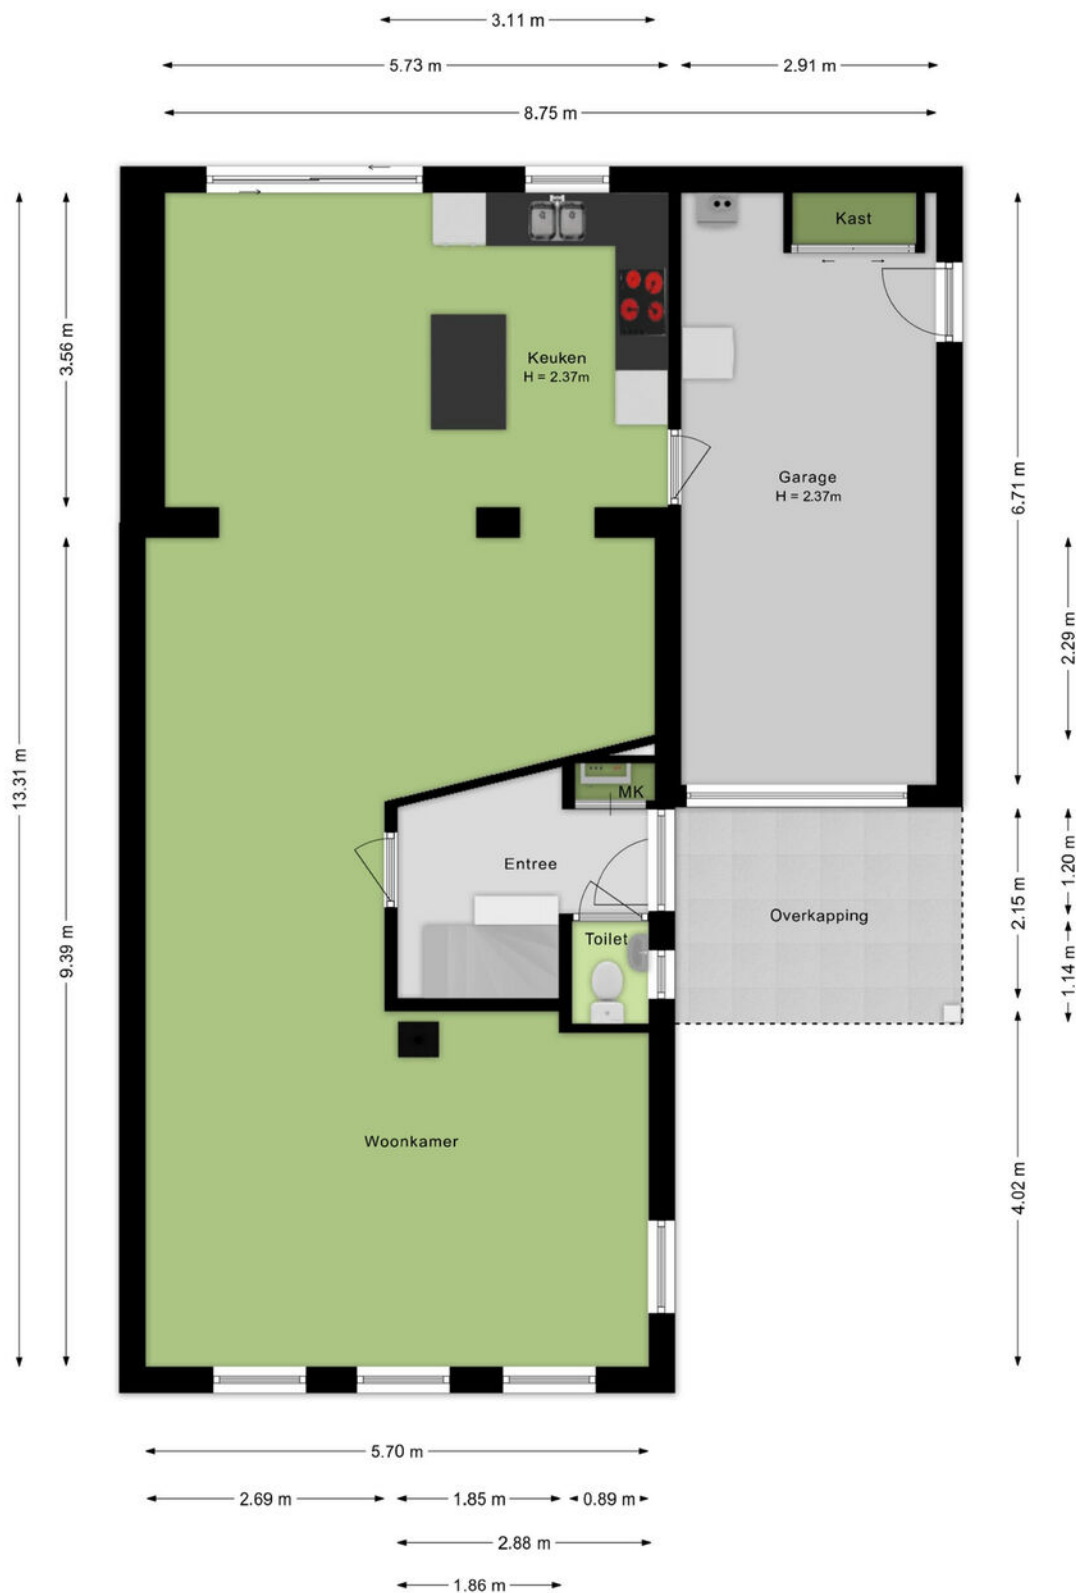 3.11 m
5.73 m
2.91 m
8.75 m
Kast
3.56 m
Keuken
H = 2.37m
Garage
H = 2.37m
6.71 m
2.29 m
13.31 m
MK
Entree
1.20 m
2.15 m
Overkapping
Toilet
9.39 m
1.14 m
Woonkamer
4.02 m
5.70 m
2.69 m
1.85 m
0.89 m
2.88 m
1.86 m